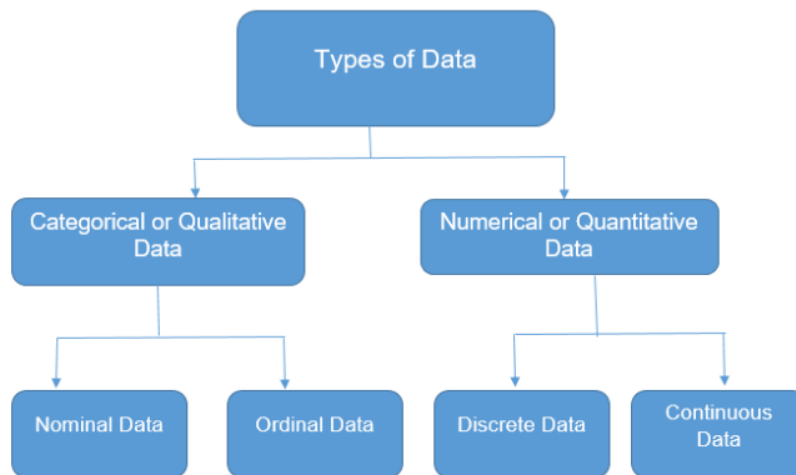 Types of Data
Categorical or Qualitative
Data
Numerical or Quantitative
Data
Nominal Data
Ordinal Data
Discrete Data
Continuous
Data